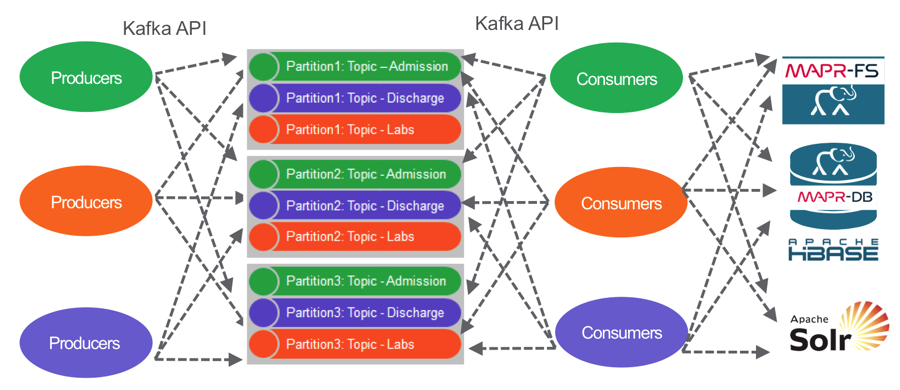 Kafka API
Kafka API
Producers
Producers
Producers
Partition1: Topic – Admission
Partition1: Topic - Discharge
Partition1: Topic - Labs
Partition2: Topic - Admission
Partition2: Topic - Discharge
Partition2: Topic - Labs
Partition3: Topic - Admission
Partition3: Topic - Discharge
Partition3: Topic - Labs
Consumers
Consumers
Consumers
MAPR-FS
MAPR-DB
APACHE
HBASE
Apache
Solr